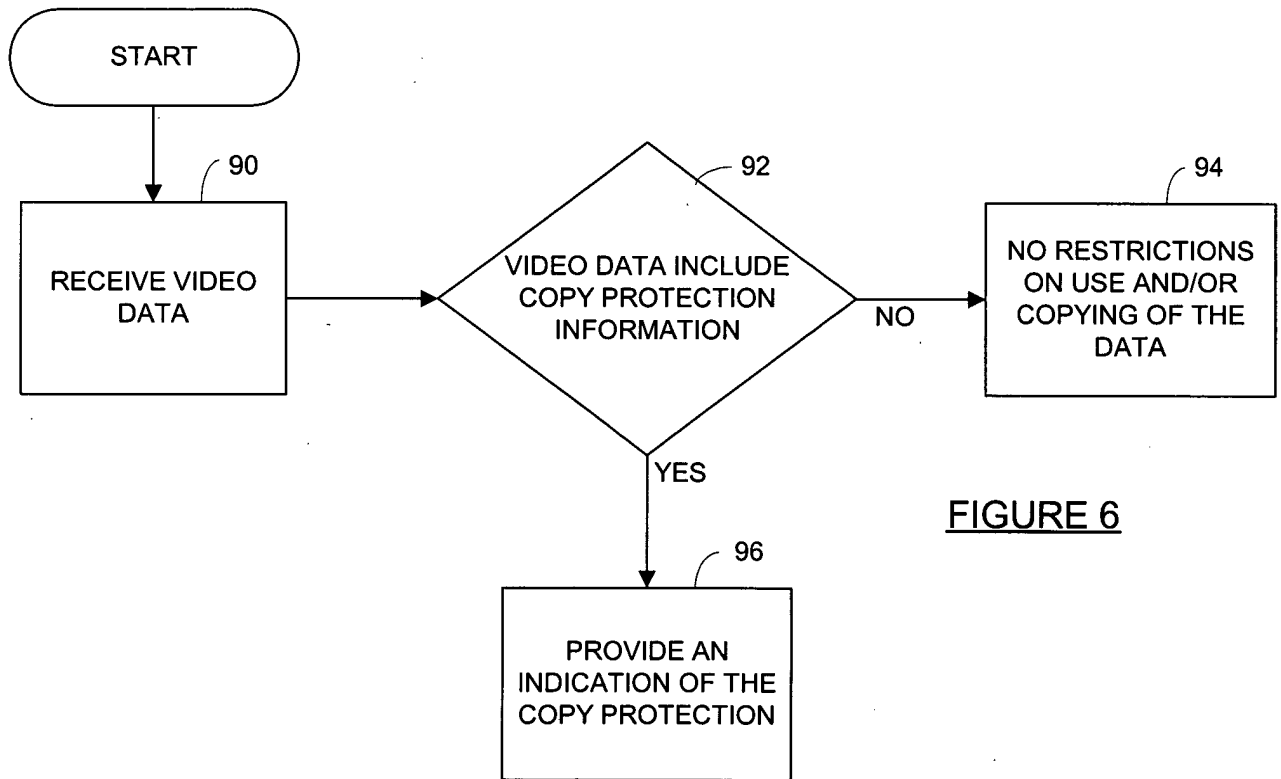 START
90
RECEIVE VIDEO
DATA
92
VIDEO DATA INCLUDE
COPY PROTECTION
INFORMATION
NO
94
NO RESTRICTIONS
ON USE AND/OR
COPYING OF THE
DATA
YES
FIGURE 6
96
PROVIDE AN
INDICATION OF THE
COPY PROTECTION